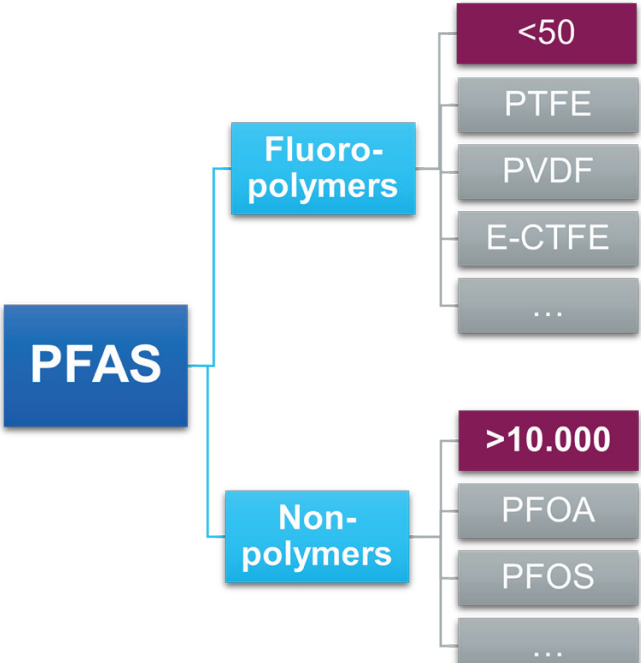 <50
PTFE
Fluoro-
polymers
PVDF
E-CTFE
...
PFAS
>10.000
PFOA
Non-
polymers
PFOS
...